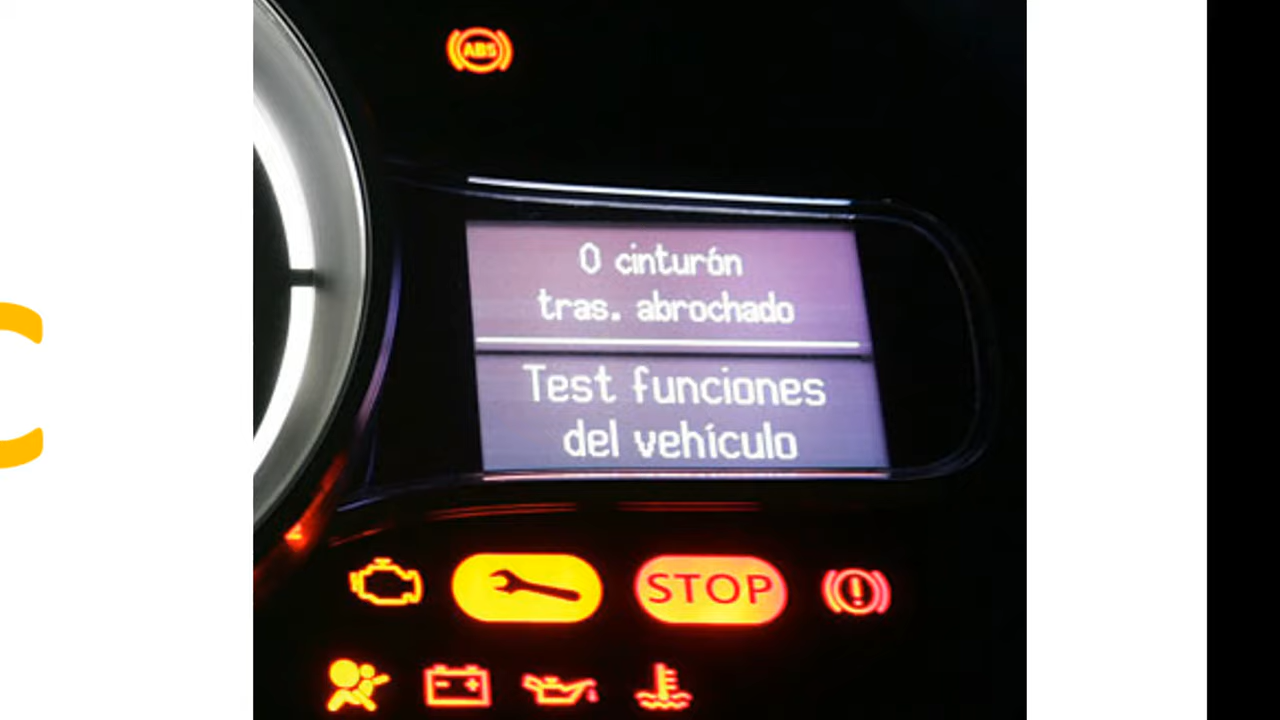 ABS
0 cinturón
tras. abrochado
Test funciones
del vehículo
STOP